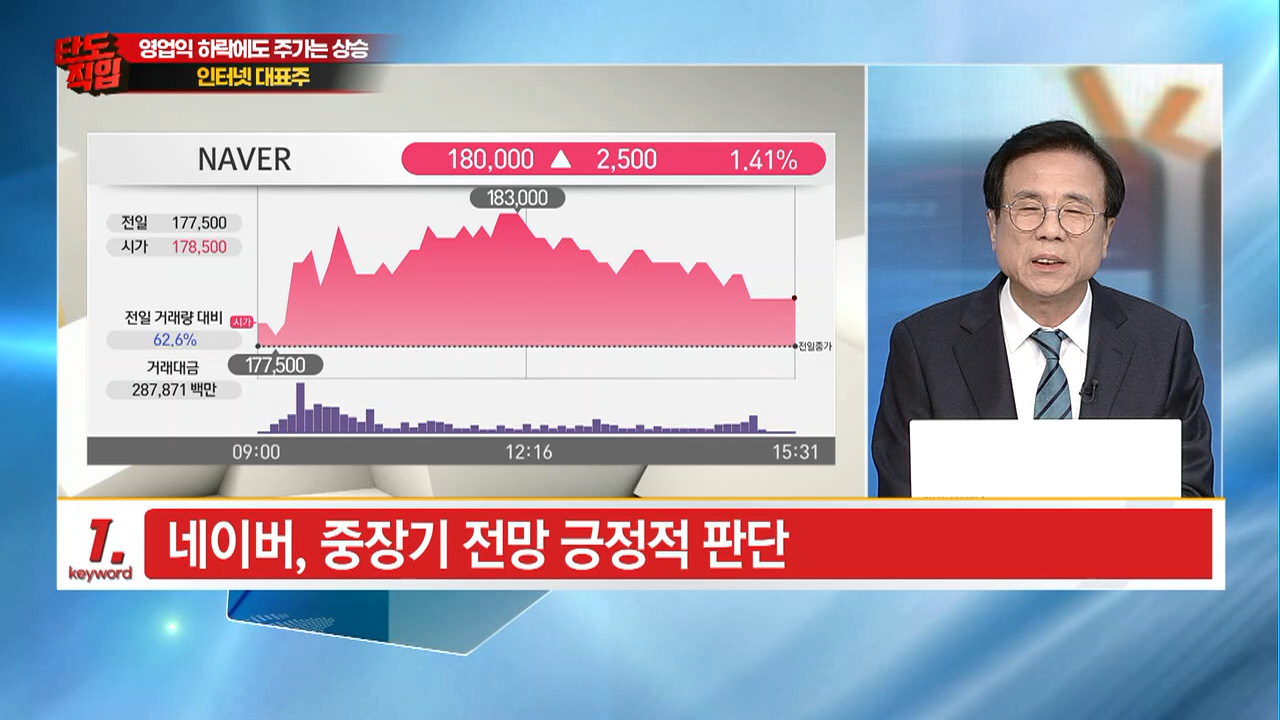 단도
직입
영업익 하락에도 주가는 상승
인터넷 대표주
NAVER
180,000 ▲ 2,500 1.41%
183,000
전일 177,500
시가 178,500
전일 거래량 대비
시가
62.6%
전일종가
177,500
거래대금
287,871 백만
09:00 12:16 15:31
1.
keyword
네이버, 중장기 전망 긍정적 판단